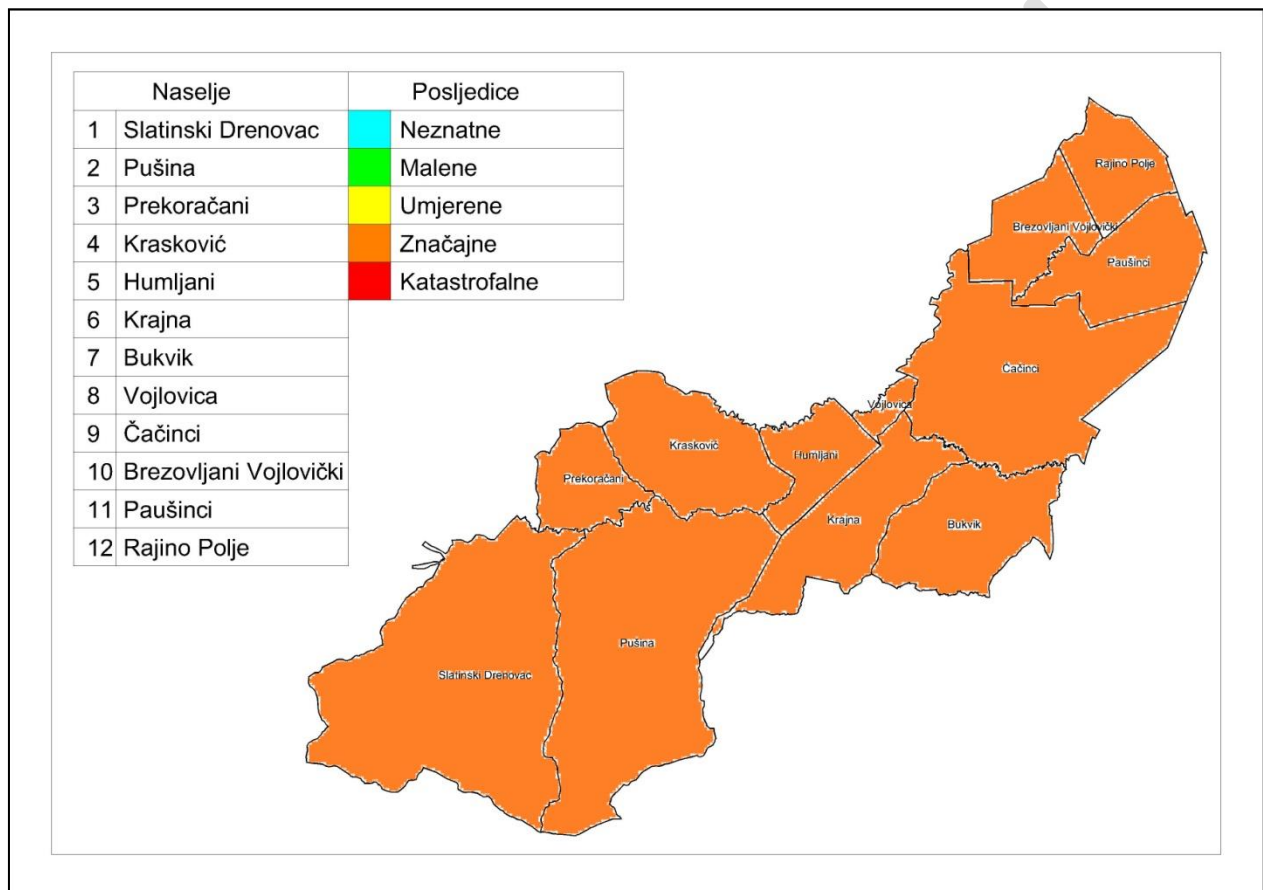 Naselje Posljedice
1 Slatinski Drenovac Neznatne
2 Pušina Malene
3 Prekoračani Umjerene
4 Krasković Značajne
5 Humljani Katastrofalne
6 Krajna
7 Bukvik
8 Vojlovica
9 Čačinci
10 Brezovljani Vojlovički
11 Paušinci
12 Rajino Polje
Rajino Polje
Brezovljani Vojlovički
Paušinci
Čačinci
Vojlovica
Krasković
Humljani
Prekoračani
Krajna
Bukvik
Pušina
Slatinski Drenovac